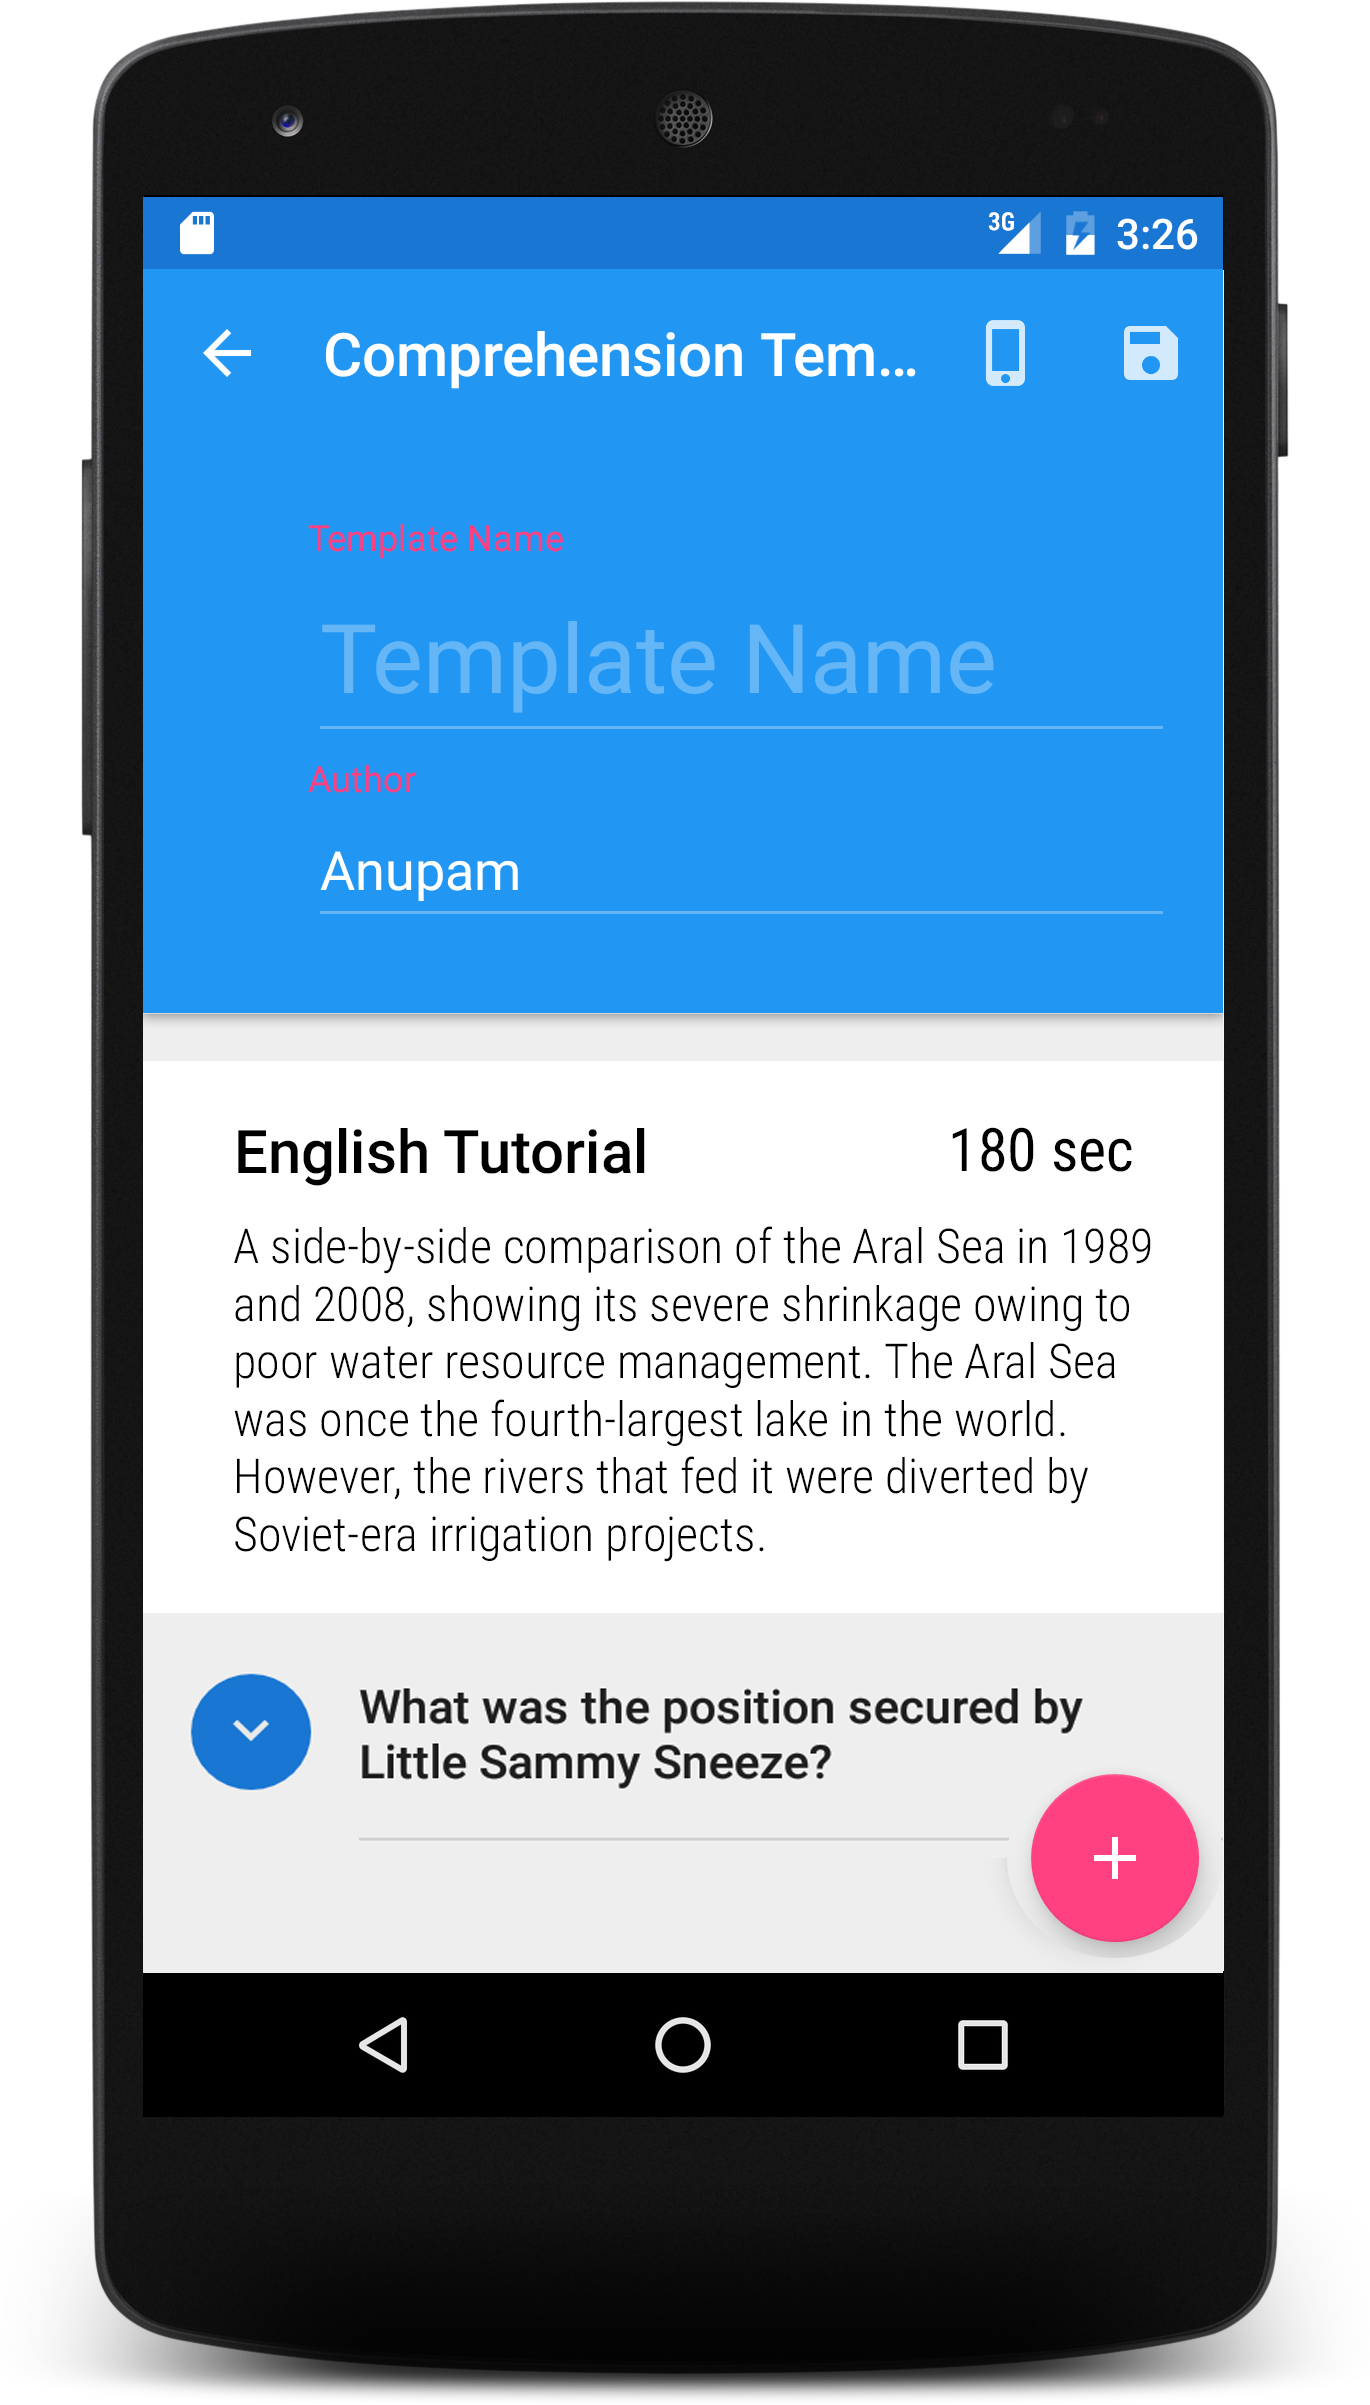 3G 3:26
Comprehension Tem...
Template Name
Template Name
Author
Anupam
English Tutorial 180 sec
A side-by-side comparison of the Aral Sea in 1989
and 2008, showing its severe shrinkage owing to
poor water resource management. The Aral Sea
was once the fourth-largest lake in the world.
However, the rivers that fed it were diverted by
Soviet-era irrigation projects.
What was the position secured by
Little Sammy Sneeze?